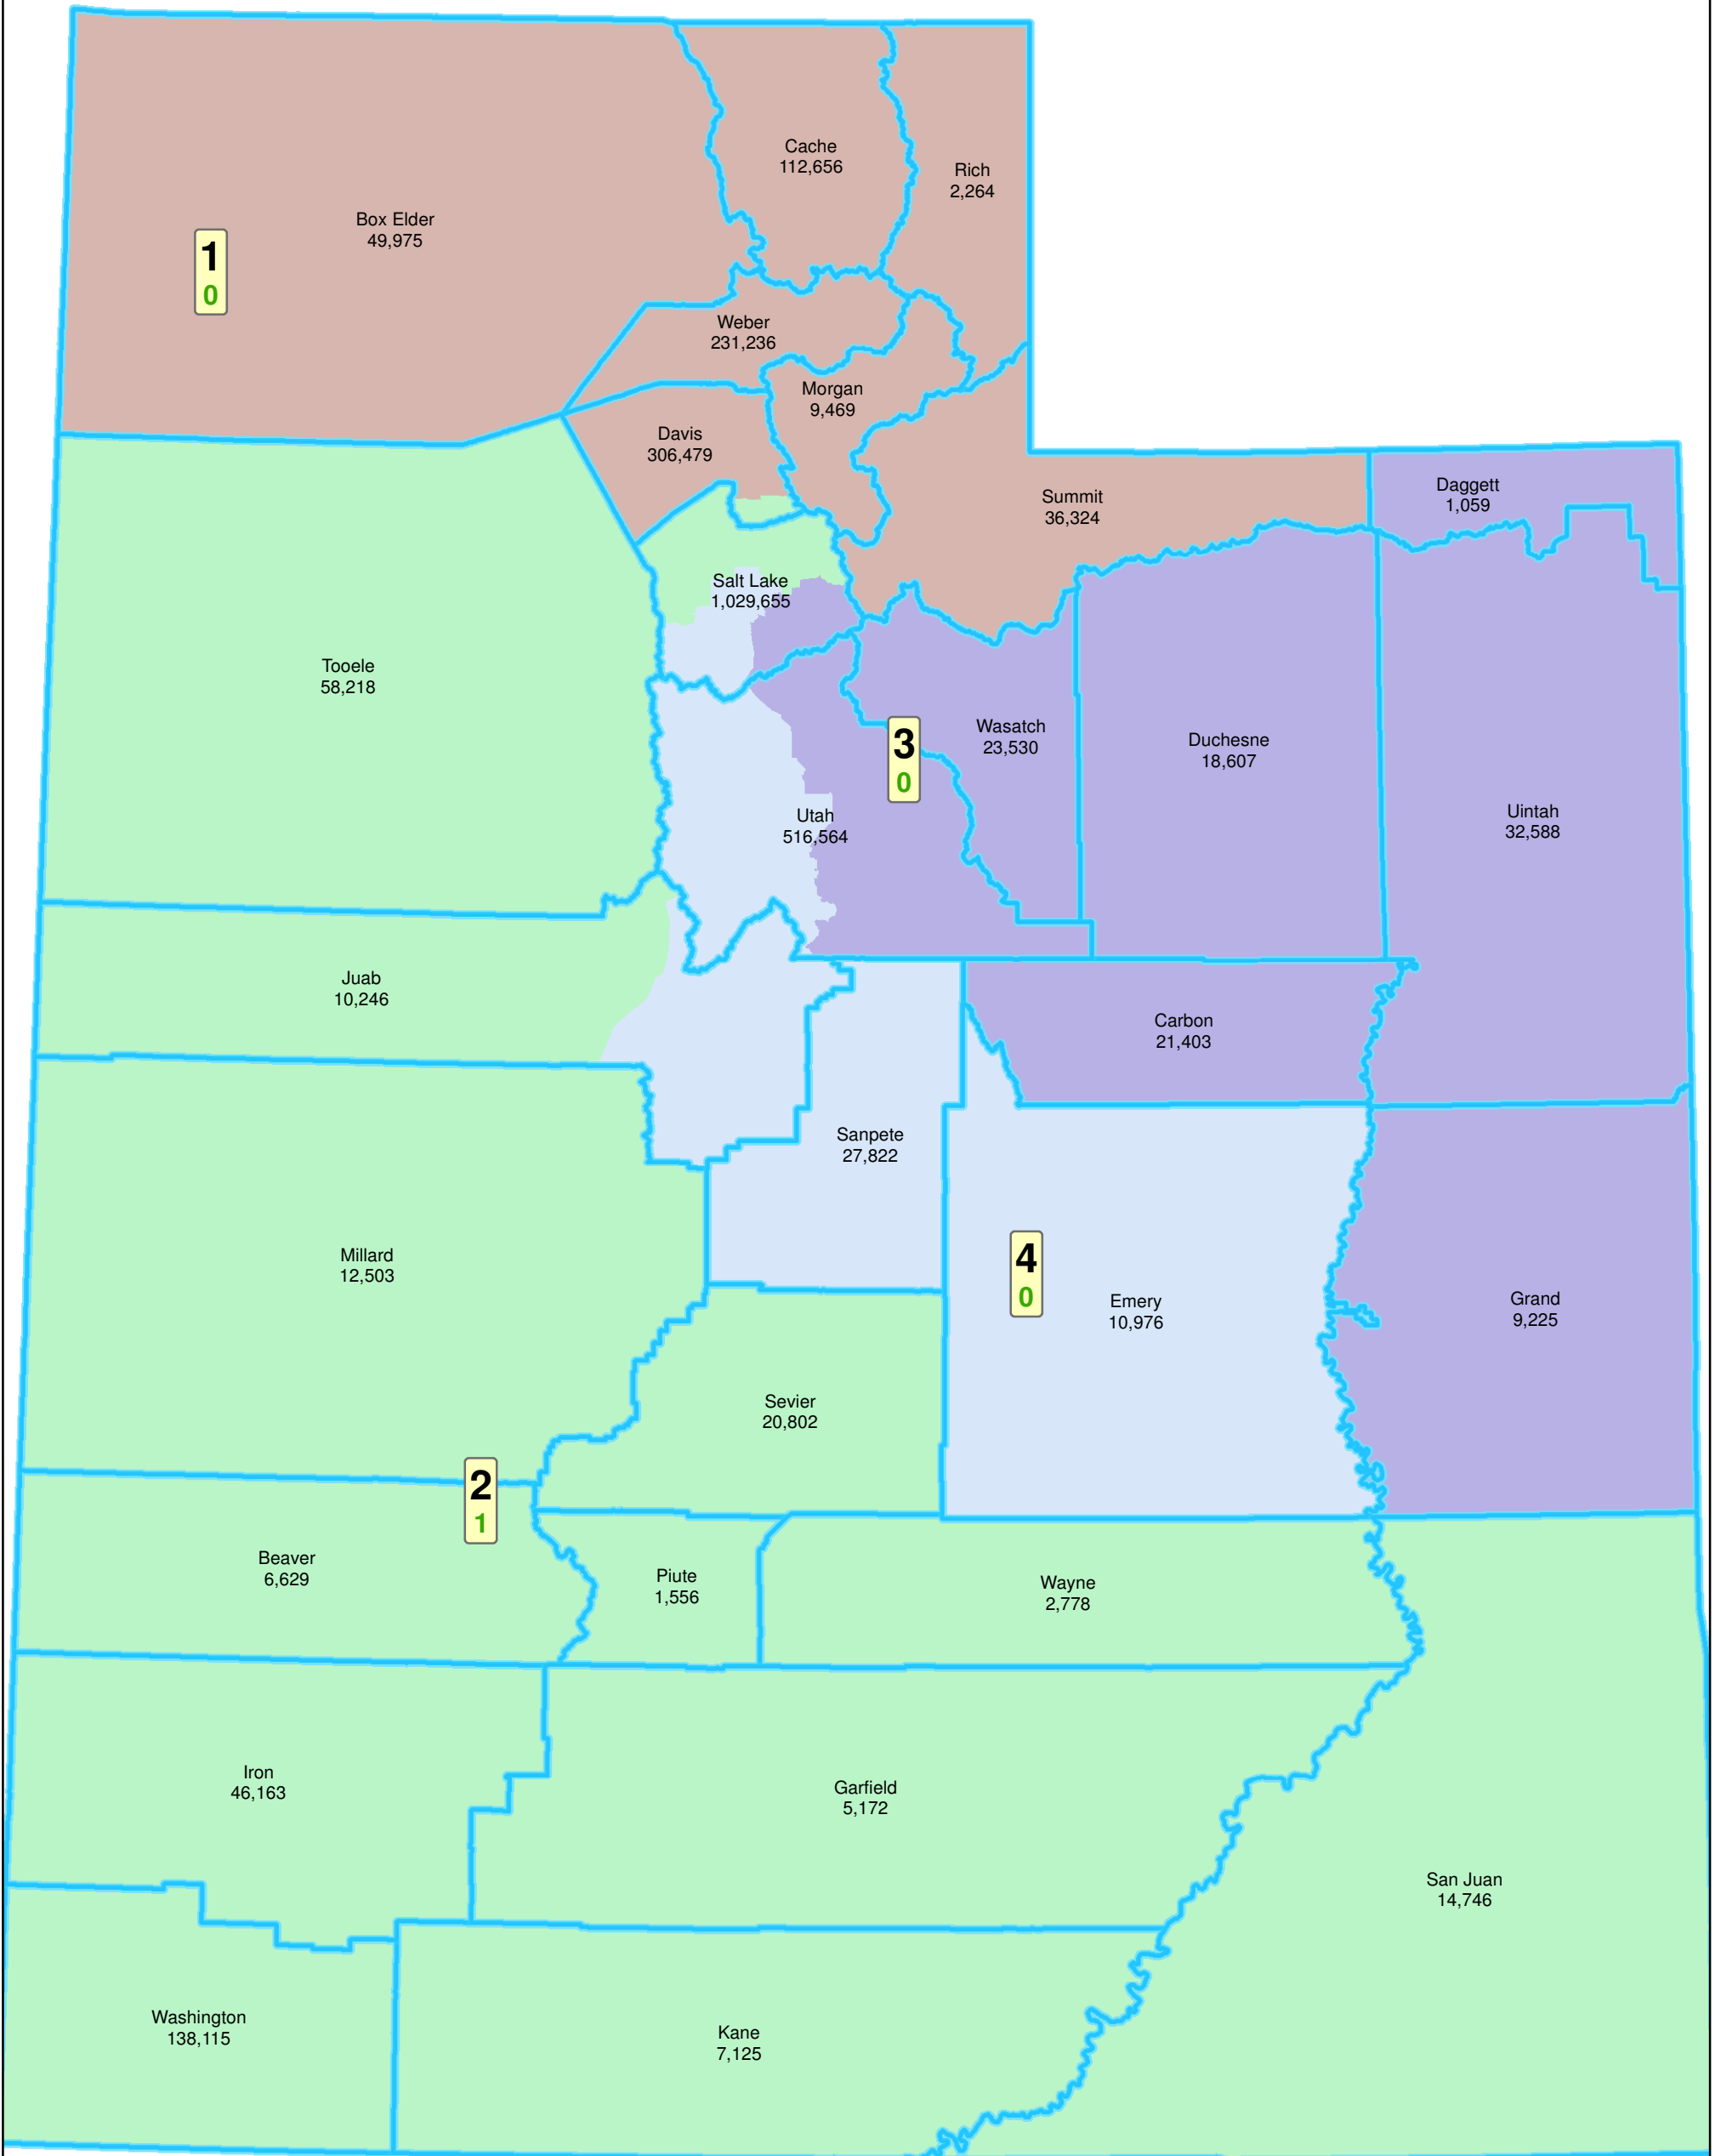 Cache
112,656
Rich
2,264
Box Elder
49,975
1
0
Weber
231,236
Morgan
9,469
Davis
306,479
Summit
36,324
Daggett
1,059
Salt Lake
1,029,655
Tooele
58,218
Wasatch
23,530
3
0
Duchesne
18,607
Utah
516,564
Uintah
32,588
Juab
10,246
Carbon
21,403
Sanpete
27,822
Millard
12,503
4
0
Emery
10,976
Grand
9,225
Sevier
20,802
2
1
Beaver
6,629
Piute
1,556
Wayne
2,778
Iron
46,163
Garfield
5,172
San Juan
14,746
Washington
138,115
Kane
7,125